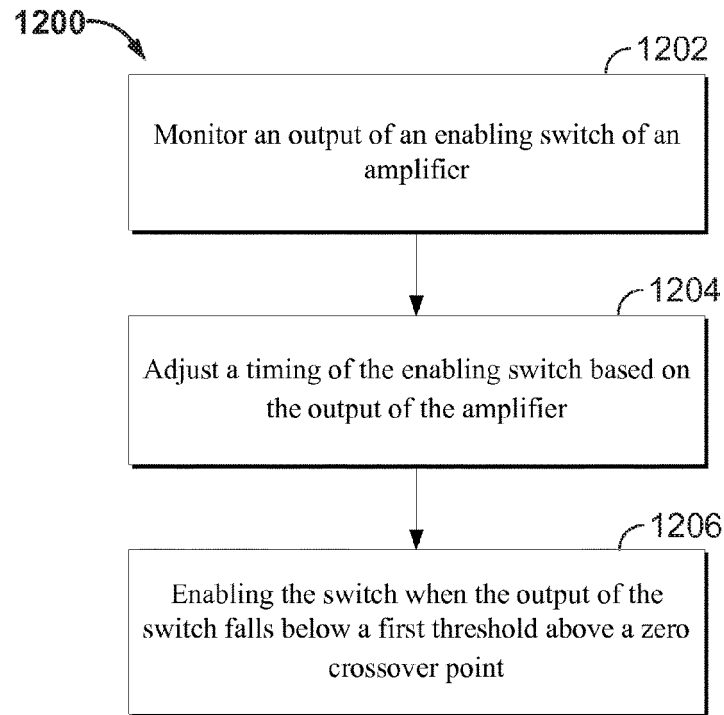 1200
1202
Monitor an output of an enabling switch of an
amplifier
1204
Adjust a timing of the enabling switch based on
the output of the amplifier
1206
Enabling the switch when the output of the
switch falls below a first threshold above a zero
crossover point